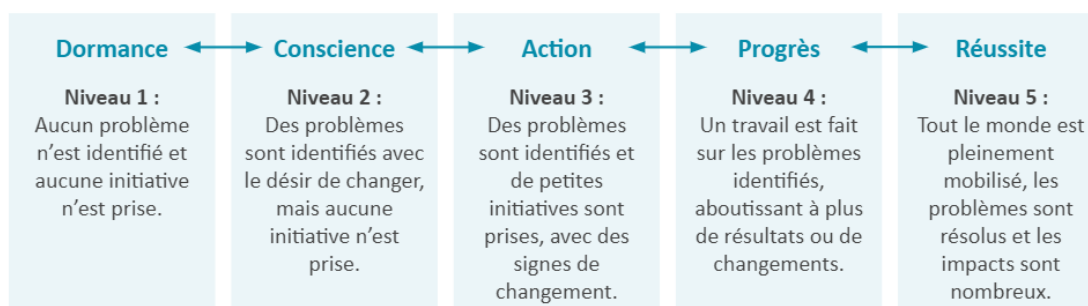 Dormance
Conscience
Action
Progrès
Réussite
Niveau 1 :
Aucun problème
n’est identifié et
aucune initiative
n’est prise.
Niveau 2 :
Des problèmes
sont identifiés avec
le désir de changer,
mais aucune
initiative n’est
prise.
Niveau 3 :
Des problèmes
sont identifiés et
de petites
initiatives sont
prises, avec des
signes de
changement.
Niveau 4 :
Un travail est fait
sur les problèmes
identifiés,
aboutissant à plus
de résultats ou de
changements.
Niveau 5 :
Tout le monde est
pleinement
mobilisé, les
problèmes sont
résolus et les
impacts sont
nombreux.